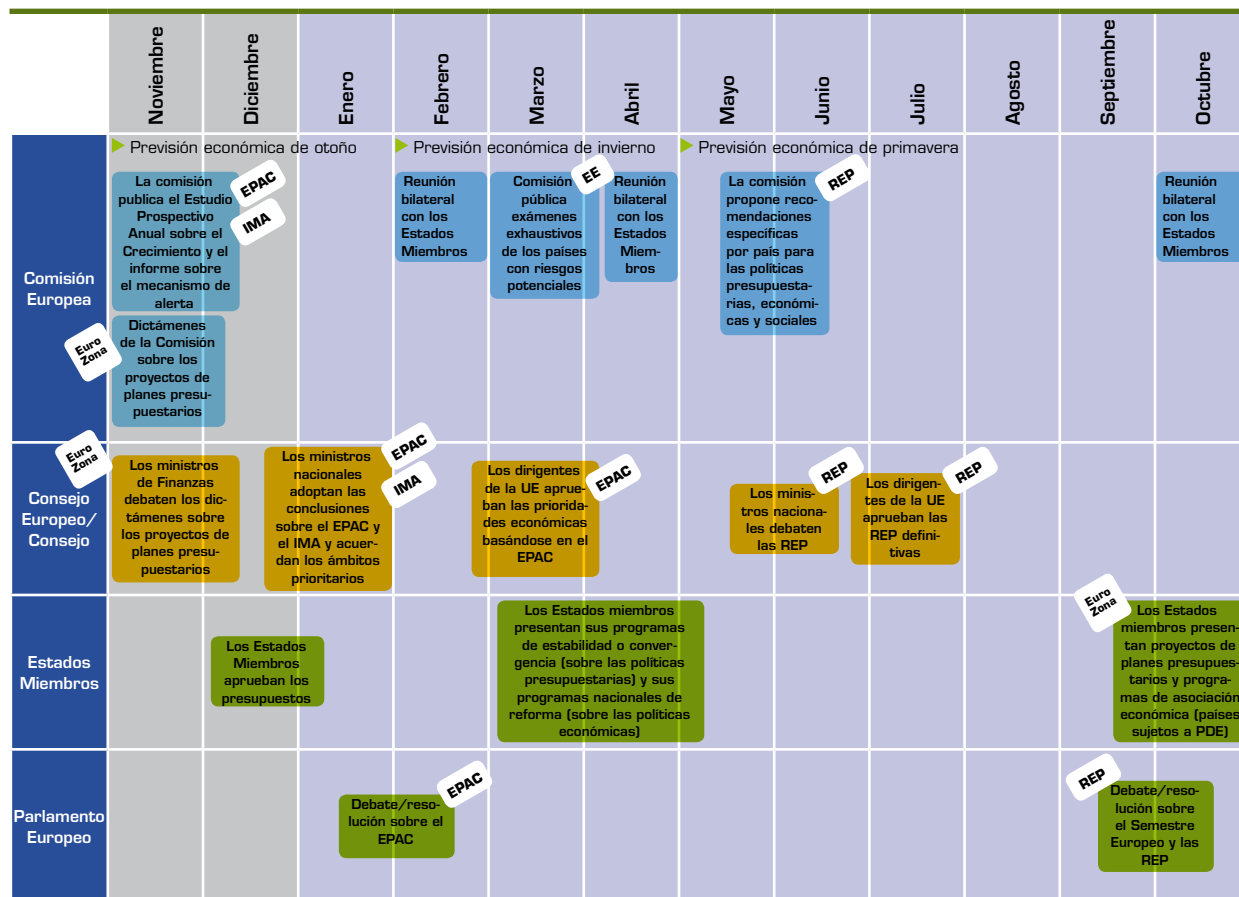 Noviembre
Diciembre
Enero
Febrero
Marzo
Abril
Mayo
Junio
Julio
Agosto
Septiembre
Octubre
Comisión
Europea
Previsión económica de otoño
Previsión económica de invierno
Previsión económica de primavera
La comisión
publica el Estudio
Prospectivo
Anual sobre el
Crecimiento y el
informe sobre
el mecanismo de
alerta
EPAC
IMA
Reunión
bilateral
con los
Estados
Miembros
Comisión
pública
exámenes
exhaustivos
de los países
con riesgos
potenciales
EE
Reunión
bilateral
con los
Estados
Miem-
bros
La comisión
propone reco-
mendaciones
específicas
por país para
las políticas
presupuesta-
rias, económi-
cas y sociales
REP
Reunión
bilateral
con los
Estados
Miembros
Euro
Zona
Dictámenes
de la Comisión
sobre los
proyectos de
planes presu-
puestarios
Consejo
Europeo/
Consejo
Euro
Zona
Los ministros
de Finanzas
debaten los dic-
támenes sobre
los proyectos de
planes presu-
puestarios
Los ministros
nacionales
adoptan las
conclusiones
sobre el EPAC y
el IMA y acuer-
dan los ámbitos
prioritarios
EPAC
IMA
Los dirigentes
de la UE aprue-
ban las priorida-
des económicas
basándose en el
EPAC
EPAC
Los minis-
tros naciona-
les debaten
las REP
REP
Los dirigen-
tes de la UE
aprueban las
REP defini-
tivas
REP
Estados
Miembros
Los Estados
Miembros
aprueban los
presupuestos
Los Estados miembros
presentan sus programas
de estabilidad o conver-
gencia (sobre las políticas
presupuestarias) y sus
programas nacionales de
reforma (sobre las políticas
económicas)
Euro
Zona
Los Estados
miembros presen-
tan proyectos de
planes presupues-
tarios y progra-
mas de asociación
económica (países
sujetos a PDE)
Parlamento
Europeo
Debate/reso-
lución sobre el
EPAC
EPAC
REP
Debate/reso-
lución sobre
el Semestre
Europeo y las
REP